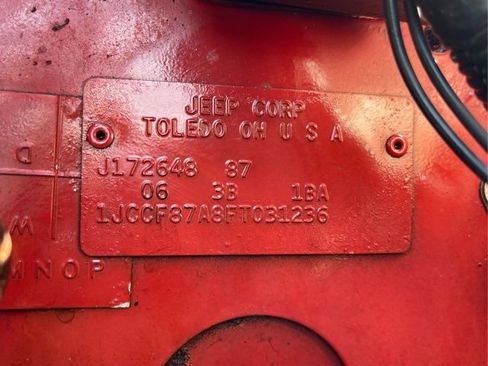 JEEP CORP
TOLEDO OH U S A
J172648 87
06 3B 1BA
1JCCF87A8FT031236
D
W
MNOP